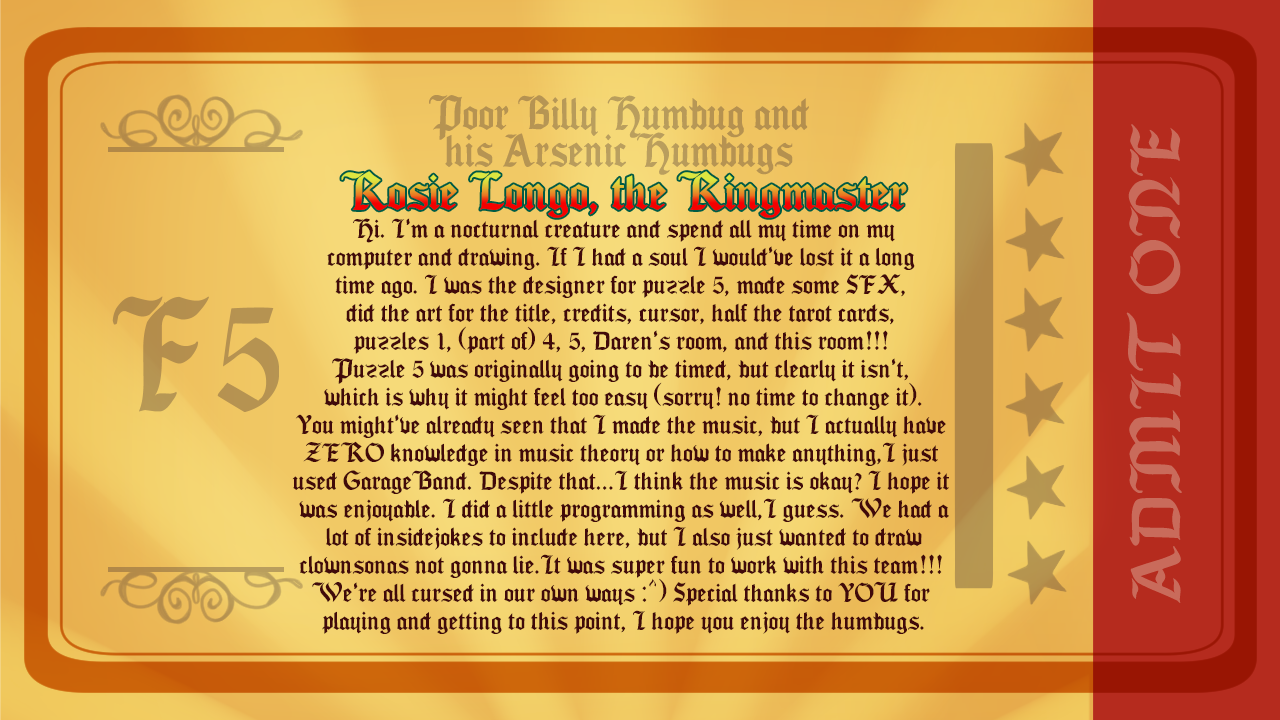 Poor Billy Humbug and
his Arsenic Humbugs
Rosie Longo, the Ringmaster
Hi. I'm a nocturnal creature and spend all my time on my
computer and drawing. If I had a soul I would've lost it a long
time ago. I was the designer for puzzle 5, made some SFX,
did the art for the title, credits, cursor, half the tarot cards,
puzzles 1, (part of) 4, 5, Daren's room, and this room!!!
Puzzle 5 was originally going to be timed, but clearly it isn't,
which is why it might feel too easy (sorry! no time to change it).
You might've already seen that I made the music, but I actually have
ZERO knowledge in music theory or how to make anything,I just
used GarageBand. Despite that...I think the music is okay? I hope it
was enjoyable. I did a little programming as well,I guess. We had a
lot of insidejokes to include here, but I also just wanted to draw
clownsonas not gonna lie.It was super fun to work with this team!!!
We're all cursed in our own ways :^) Special thanks to YOU for
playing and getting to this point, I hope you enjoy the humbugs.
F5
ADMIT ONE